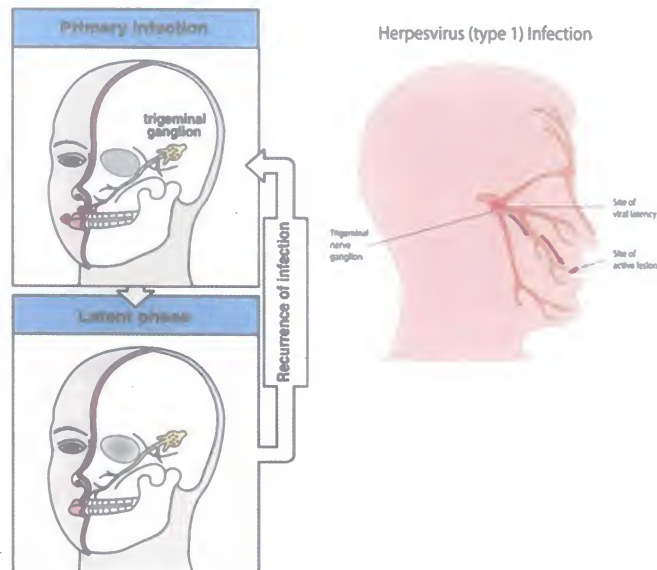 Primary infection
trigeminal
ganglion
Latent phase
Recurrence of infection
Herpesvirus (type 1) Infection
Trigeminal
nerve
ganglion
Site of
viral latency
Site of
active lesion